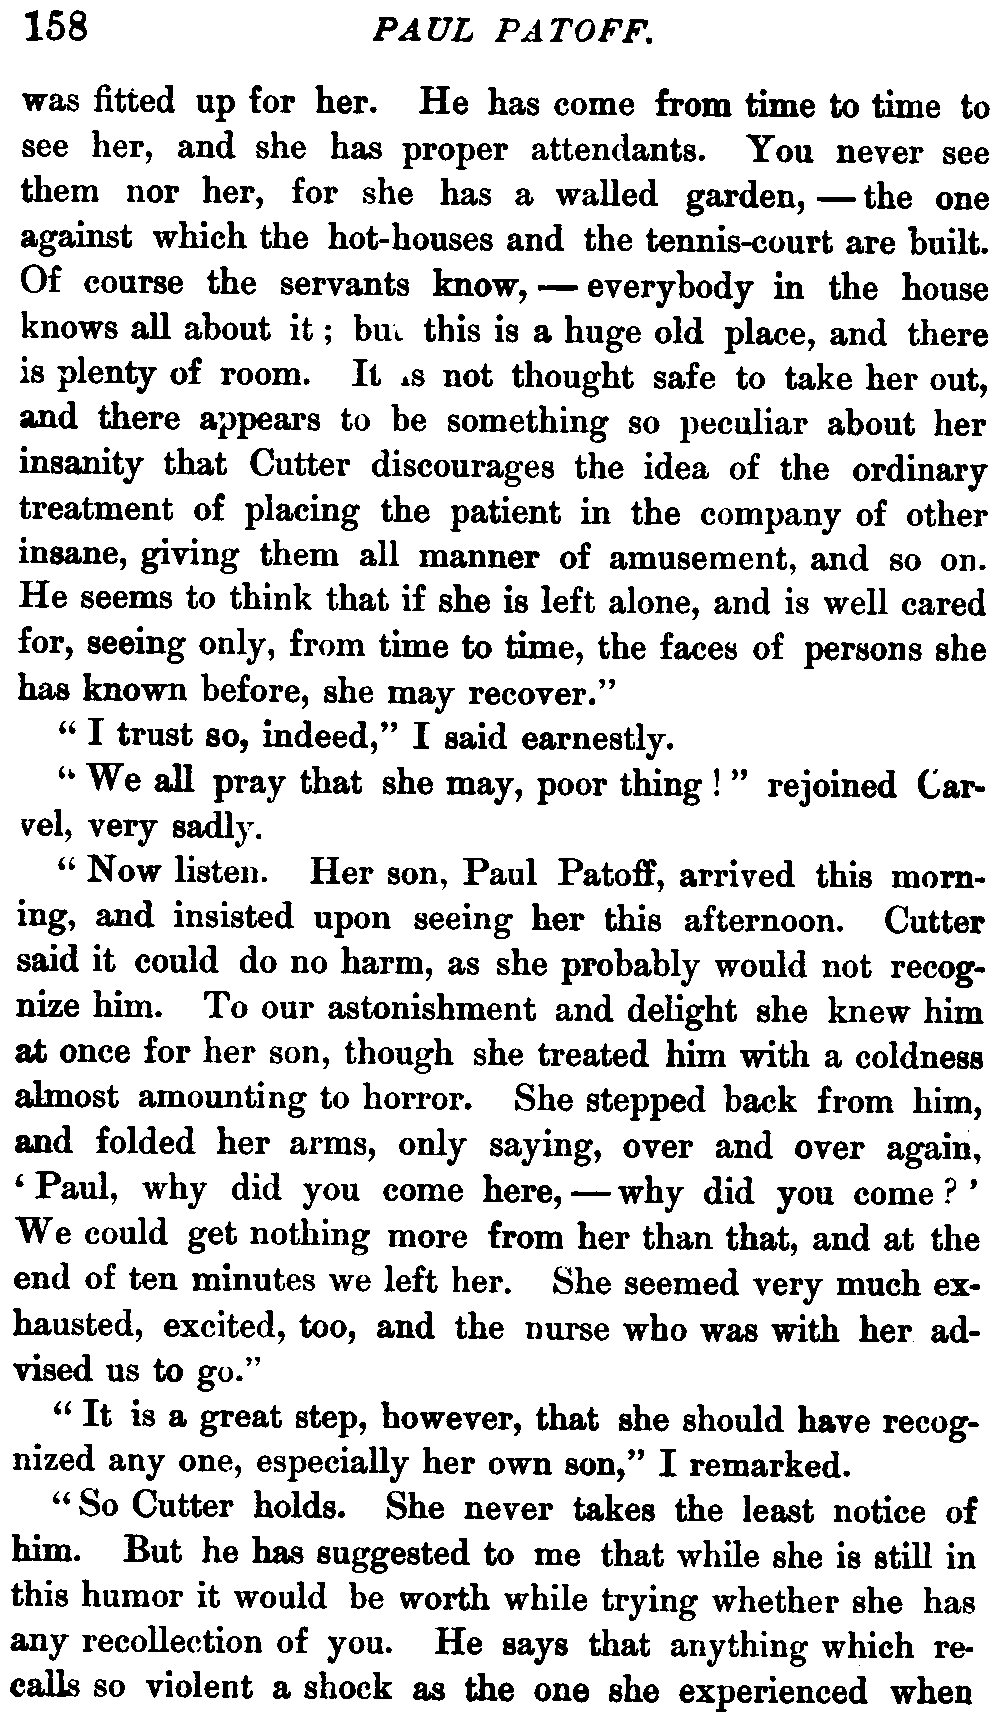 158 PAUL PATOFF.
was fitted up for her. He has come from time to time to
see her, and she has proper attendants. You never see
them nor her, for she has a walled garden, — the one
against which the hot-houses and the tennis-court are built.
Of course the servants know, — everybody in the house
knows all about it; but this is a huge old place, and there
is plenty of room. It is not thought safe to take her out,
and there appears to be something so peculiar about her
insanity that Cutter discourages the idea of the ordinary
treatment of placing the patient in the company of other
insane, giving them all manner of amusement, and so on.
He seems to think that if she is left alone, and is well cared
for, seeing only, from time to time, the faces of persons she
has known before, she may recover."
"I trust so, indeed," I said earnestly.
"We all pray that she may, poor thing!" rejoined Car-
vel, very sadly.
"Now listen. Her son, Paul Patoff, arrived this morn-
ing, and insisted upon seeing her this afternoon. Cutter
said it could do no harm, as she probably would not recog-
nize him. To our astonishment and delight she knew him
at once for her son, though she treated him with a coldness
almost amounting to horror. She stepped back from him,
and folded her arms, only saying, over and over again,
'Paul, why did you come here, — why did you come?'
We could get nothing more from her than that, and at the
end of ten minutes we left her. She seemed very much ex-
hausted, excited, too, and the nurse who was with her ad-
vised us to go."
"It is a great step, however, that she should have recog-
nized any one, especially her own son," I remarked.
"So Cutter holds. She never takes the least notice of
him. But he has suggested to me that while she is still in
this humor it would be worth while trying whether she has
any recollection of you. He says that anything which re-
calls so violent a shock as the one she experienced when